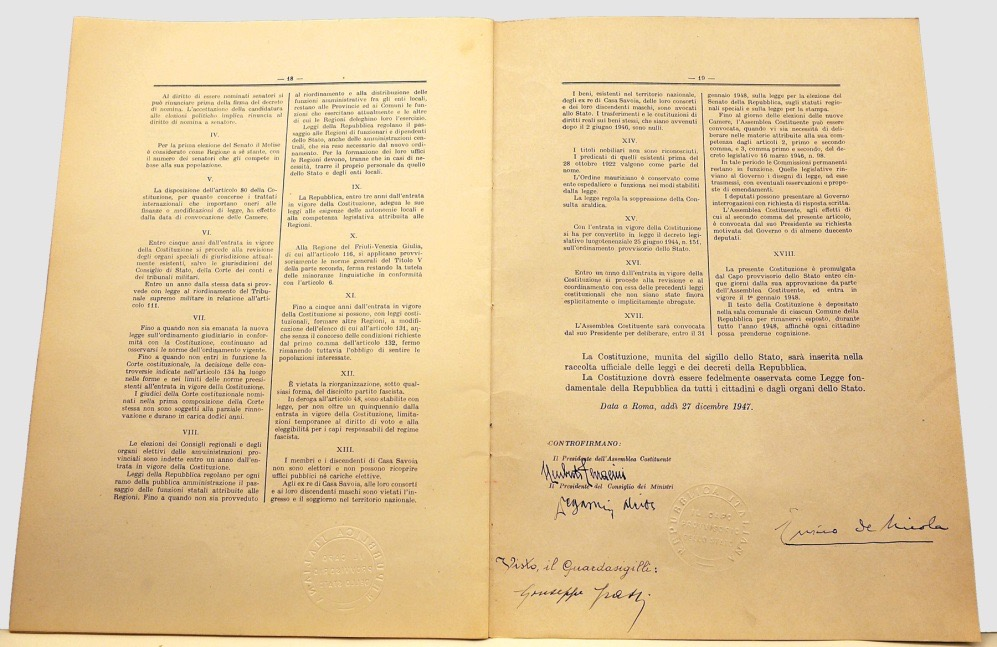 — 18 —
Al diritto di essere nominati senatori si
può rinunciare prima della firma del decreto
di nomina. L'accettazione della candidatura
alle elezioni politiche implica rinuncia al
diritto di nomina a senatore.
IV.
Per la prima elezione del Senato il Molise
è considerato come Regione a sè stante, con
il numero dei senatori che gli compete in
base alla sua popolazione.
V.
La disposizione dell'articolo 80 della Co-
stituzione, per quanto concerne i trattati
internazionali che importano oneri alle
finanze o modificazioni di legge, ha effetto
dalla data di convocazione delle Camere.
VI.
Entro cinque anni dall'entrata in vigore
della Costituzione si procede alla revisione
degli organi speciali di giurisdizione attual-
mente esistenti, salvo le giurisdizioni del
Consiglio di Stato, della Corte dei conti e
dei tribunali militari.
Entro un anno dalla stessa data si prov-
vede con legge al riordinamento del Tribu-
nale supremo militare in relazione all'arti-
colo 111.
VII.
Fino a quando non sia emanata la nuova
legge sull'ordinamento giudiziario in confor-
mità con la Costituzione, continuano ad
osservarsi le norme dell'ordinamento vigente.
Fino a quando non entri in funzione la
Corte costituzionale, la decisione delle con-
troversie indicate nell'articolo 134 ha luogo
nelle forme e nei limiti delle norme preesi-
stenti all'entrata in vigore della Costituzione.
I giudici della Corte costituzionale nomi-
nati nella prima composizione della Corte
stessa non sono soggetti alla parziale rinno-
vazione e durano in carica dodici anni.
VIII.
Le elezioni dei Consigli regionali e degli
organi elettivi delle amministrazioni pro-
vinciali sono indette entro un anno dall'en-
trata in vigore della Costituzione.
Leggi della Repubblica regolano per ogni
ramo della pubblica amministrazione il pas-
saggio delle funzioni statali attribuite alle
Regioni. Fino a quando non sia provveduto
al riordinamento e alla distribuzione delle
funzioni amministrative fra gli enti locali,
restano alle Provincie ed ai Comuni le fun-
zioni che esercitano attualmente e le altre
di cui le Regioni deleghino loro l'esercizio.
Leggi della Repubblica regolano il pas-
saggio alle Regioni di funzionari e dipendenti
dello Stato, anche delle amministrazioni cen-
trali, che sia reso necessario dal nuovo ordi-
namento. Per la formazione dei loro uffici
le Regioni devono, tranne che in casi di ne-
cessità, trarre il proprio personale da quello
dello Stato e degli enti locali.
IX.
La Repubblica, entro tre anni dall'entrata
in vigore della Costituzione, adegua le sue
leggi alle esigenze delle autonomie locali e
alla competenza legislativa attribuita alle
Regioni.
X.
Alla Regione del Friuli-Venezia Giulia,
di cui all'articolo 116, si applicano provvi-
soriamente le norme generali del Titolo V
della parte seconda, ferma restando la tutela
delle minoranze linguistiche in conformità
con l'articolo 6.
XI.
Fino a cinque anni dall'entrata in vigore
della Costituzione si possono, con leggi costi-
tuzionali, formare altre Regioni, a modifica-
zione dell'elenco di cui all'articolo 131, an-
che senza il concorso delle condizioni richieste
dal primo comma dell'articolo 132, fermo
rimanendo tuttavia l'obbligo di sentire le
popolazioni interessate.
XII.
È vietata la riorganizzazione, sotto qual-
siasi forma, del disciolto partito fascista.
In deroga all'articolo 48, sono stabilite con
legge, per non oltre un quinquennio dalla
entrata in vigore della Costituzione, limita-
zioni temporanee al diritto di voto e alla
eleggibilità per i capi responsabili del regime
fascista.
XIII.
I membri e i discendenti di Casa Savoia
non sono elettori e non possono ricoprire
uffici pubblici né cariche elettive.
Agli ex re di Casa Savoia, alle loro consorti
e ai loro discendenti maschi sono vietati l'in-
gresso e il soggiorno nel territorio nazionale.
— 19 —
I beni, esistenti nel territorio nazionale,
degli ex re di Casa Savoia, delle loro consorti
e dei loro discendenti maschi, sono avocati
allo Stato. I trasferimenti e le costituzioni di
diritti reali sui beni stessi, che siano avvenuti
dopo il 2 giugno 1946, sono nulli.
XIV.
I titoli nobiliari non sono riconosciuti.
I predicati di quelli esistenti prima del
28 ottobre 1922 valgono come parte del
nome.
L'Ordine mauriziano è conservato come
ente ospedaliero e funziona nei modi stabiliti
dalla legge.
La legge regola la soppressione della Con-
sulta araldica.
XV.
Con l'entrata in vigore della Costituzione
si ha per convertito in legge il decreto legi-
slativo luogotenenziale 25 giugno 1944, n. 151,
sull'ordinamento provvisorio dello Stato.
XVI.
Entro un anno dall'entrata in vigore della
Costituzione si procede alla revisione e al
coordinamento con essa delle precedenti leggi
costituzionali che non siano state finora
esplicitamente o implicitamente abrogate.
XVII.
L'Assemblea Costituente sarà convocata
dal suo Presidente per deliberare, entro il 31
gennaio 1948, sulla legge per la elezione del
Senato della Repubblica, sugli statuti regio-
nali speciali e sulla legge per la stampa.
Fino al giorno delle elezioni delle nuove
Camere, l'Assemblea Costituente può essere
convocata, quando vi sia necessità di deli-
berare nelle materie attribuite alla sua com-
petenza dagli articoli 2, primo e secondo
comma, e 3, comma primo e secondo, del de-
creto legislativo 16 marzo 1946, n. 98.
In tale periodo le Commissioni permanenti
restano in funzione. Quelle legislative rin-
viano al Governo i disegni di legge, ad esse
trasmessi, con eventuali osservazioni e propo-
ste di emendamenti.
I deputati possono presentare al Governo
interrogazioni con richiesta di risposta scritta.
L'Assemblea Costituente, agli effetti di
cui al secondo comma del presente articolo,
è convocata dal suo Presidente su richiesta
motivata del Governo o di almeno duecento
deputati.
XVIII.
La presente Costituzione è promulgata
dal Capo provvisorio dello Stato entro cin-
que giorni dalla sua approvazione da parte
dell'Assemblea Costituente, ed entra in
vigore il 1º gennaio 1948.
Il testo della Costituzione è depositato
nella sala comunale di ciascun Comune della
Repubblica per rimanervi esposto, durante
tutto l'anno 1948, affinché ogni cittadino
possa prenderne cognizione.
La Costituzione, munita del sigillo dello Stato, sarà inserita nella
raccolta ufficiale delle leggi e dei decreti della Repubblica.
La Costituzione dovrà essere fedelmente osservata come Legge fon-
damentale della Repubblica da tutti i cittadini e dagli organi dello Stato.
Data a Roma, addì 27 dicembre 1947.
CONTROFIRMANO:
Il Presidente dell'Assemblea Costituente
Umberto Terracini
Il Presidente del Consiglio dei Ministri
Degasperi Alcide
Enrico De Nicola
Visto, il Guardasigilli:
Giuseppe Grassi